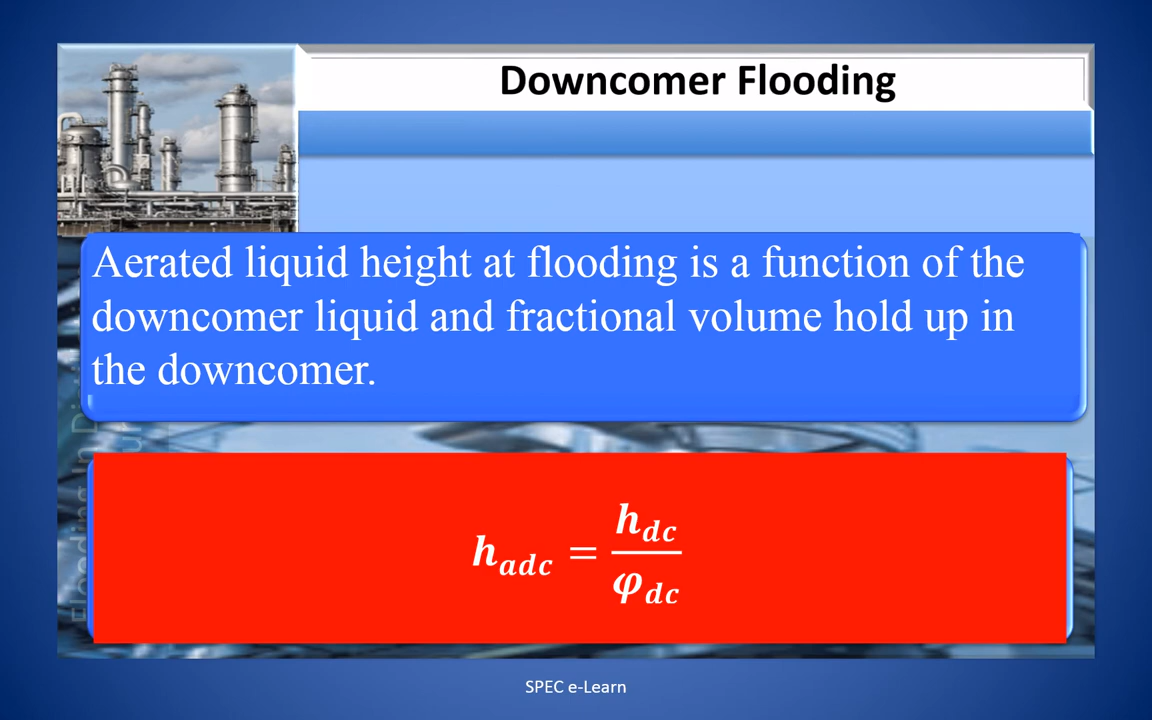 Downcomer Flooding
Aerated liquid height at flooding is a function of the
downcomer liquid and fractional volume hold up in
the downcomer.
h_adc = h_dc / φ_dc
SPEC e-Learn